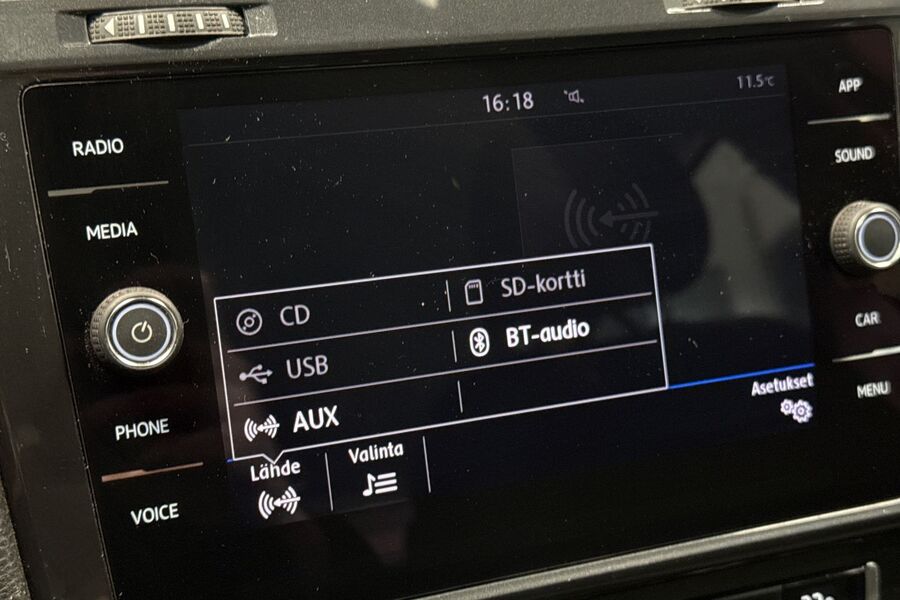 RADIO
MEDIA
PHONE
VOICE
16:18
11.5°C
CD
SD-kortti
USB
BT-audio
AUX
Lähde
Valinta
Asetukset
APP
SOUND
CAR
MENU